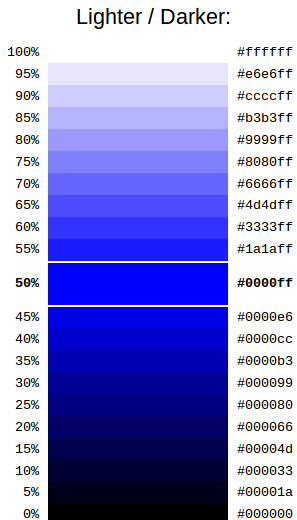 Lighter / Darker:
100% #ffffff
95% #e6e6ff
90% #ccccff
85% #b3b3ff
80% #9999ff
75% #8080ff
70% #6666ff
65% #4d4dff
60% #3333ff
55% #1a1aff
50% #0000ff
45% #0000e6
40% #0000cc
35% #0000b3
30% #000099
25% #000080
20% #000066
15% #00004d
10% #000033
5% #00001a
0% #000000